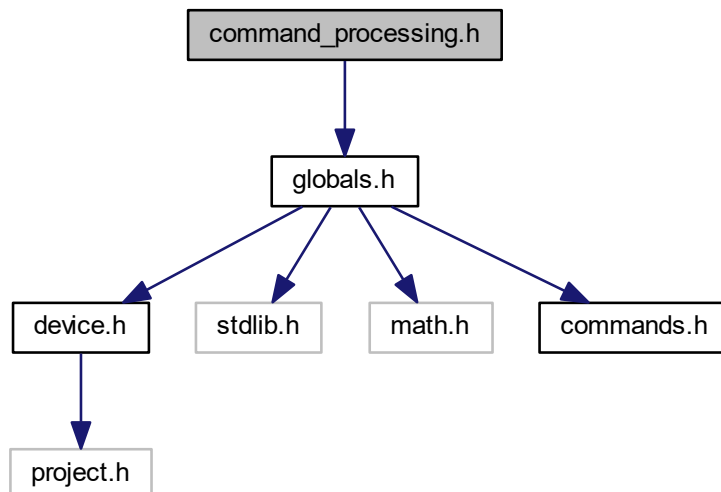 command_processing.h
globals.h
device.h
stdlib.h
math.h
commands.h
project.h